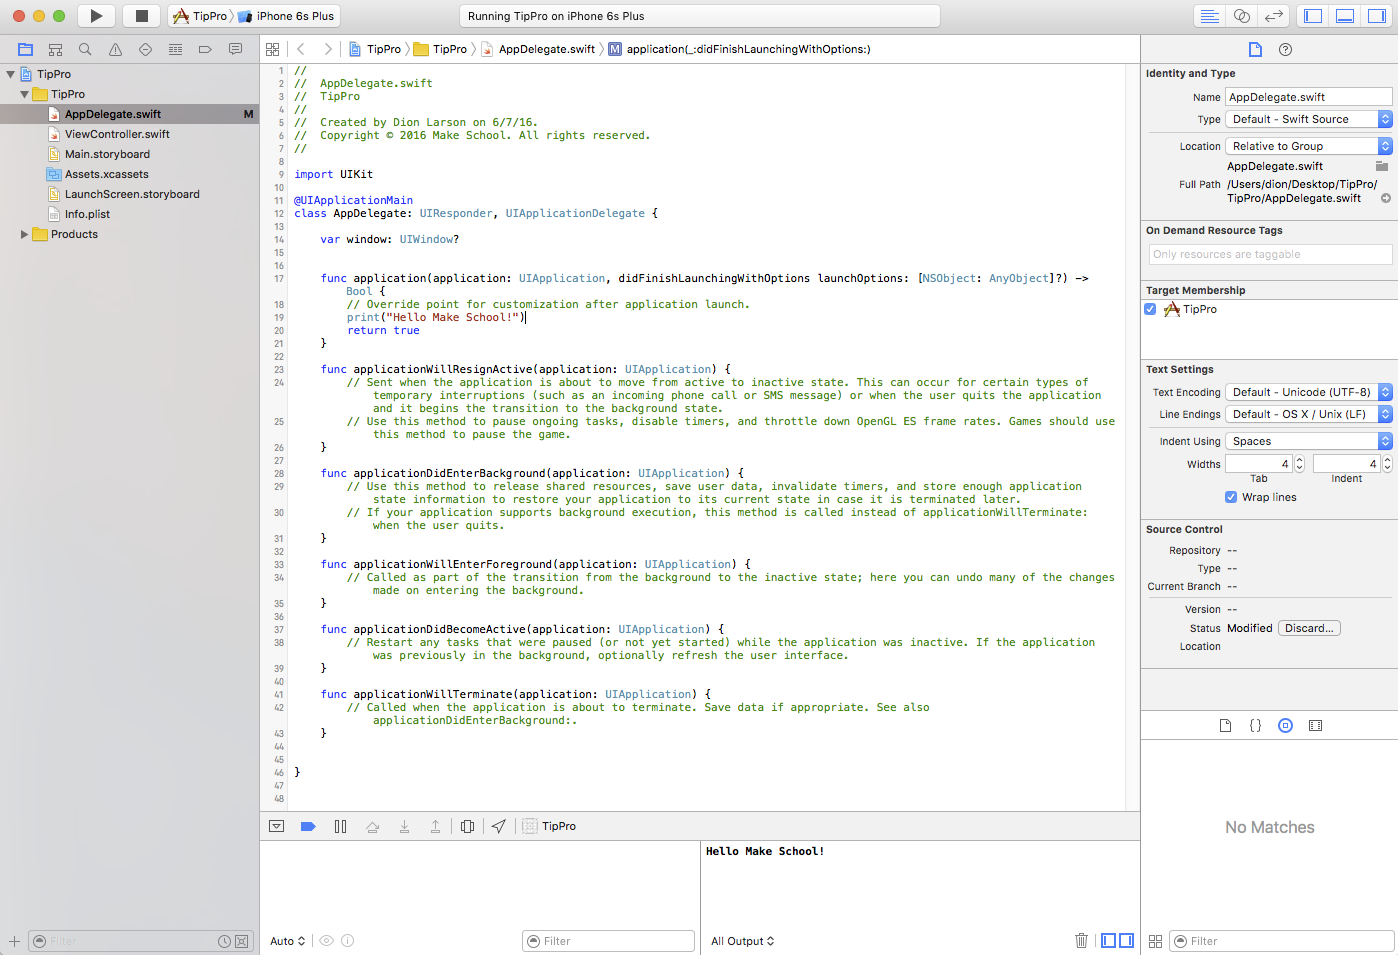 TipPro iPhone 6s Plus
Running TipPro on iPhone 6s Plus
TipPro TipPro AppDelegate.swift M application(_:didFinishLaunchingWithOptions:)
TipPro
TipPro
AppDelegate.swift M
ViewController.swift
Main.storyboard
Assets.xcassets
LaunchScreen.storyboard
Info.plist
Products
Filter
1 //
2 //  AppDelegate.swift
3 //  TipPro
4 //
5 //  Created by Dion Larson on 6/7/16.
6 //  Copyright © 2016 Make School. All rights reserved.
7 //
8
9 import UIKit
10
11 @UIApplicationMain
12 class AppDelegate: UIResponder, UIApplicationDelegate {
13
14     var window: UIWindow?
15
16
17     func application(application: UIApplication, didFinishLaunchingWithOptions launchOptions: [NSObject: AnyObject]?) ->
Bool {
18         // Override point for customization after application launch.
19         print("Hello Make School!")
20         return true
21     }
22
23     func applicationWillResignActive(application: UIApplication) {
24         // Sent when the application is about to move from active to inactive state. This can occur for certain types of
temporary interruptions (such as an incoming phone call or SMS message) or when the user quits the application
and it begins the transition to the background state.
25         // Use this method to pause ongoing tasks, disable timers, and throttle down OpenGL ES frame rates. Games should use
this method to pause the game.
26     }
27
28     func applicationDidEnterBackground(application: UIApplication) {
29         // Use this method to release shared resources, save user data, invalidate timers, and store enough application
state information to restore your application to its current state in case it is terminated later.
30         // If your application supports background execution, this method is called instead of applicationWillTerminate:
when the user quits.
31     }
32
33     func applicationWillEnterForeground(application: UIApplication) {
34         // Called as part of the transition from the background to the inactive state; here you can undo many of the changes
made on entering the background.
35     }
36
37     func applicationDidBecomeActive(application: UIApplication) {
38         // Restart any tasks that were paused (or not yet started) while the application was inactive. If the application
was previously in the background, optionally refresh the user interface.
39     }
40
41     func applicationWillTerminate(application: UIApplication) {
42         // Called when the application is about to terminate. Save data if appropriate. See also
applicationDidEnterBackground:.
43     }
44
45
46 }
47
48
TipPro
Auto
Filter
Hello Make School!
All Output
Identity and Type
Name AppDelegate.swift
Type Default - Swift Source
Location Relative to Group
AppDelegate.swift
Full Path /Users/dion/Desktop/TipPro/
TipPro/AppDelegate.swift
On Demand Resource Tags
Only resources are taggable
Target Membership
TipPro
Text Settings
Text Encoding Default - Unicode (UTF-8)
Line Endings Default - OS X / Unix (LF)
Indent Using Spaces
Widths 4 4
Tab Indent
Wrap lines
Source Control
Repository --
Type --
Current Branch --
Version --
Status Modified Discard...
Location
{ }
No Matches
Filter